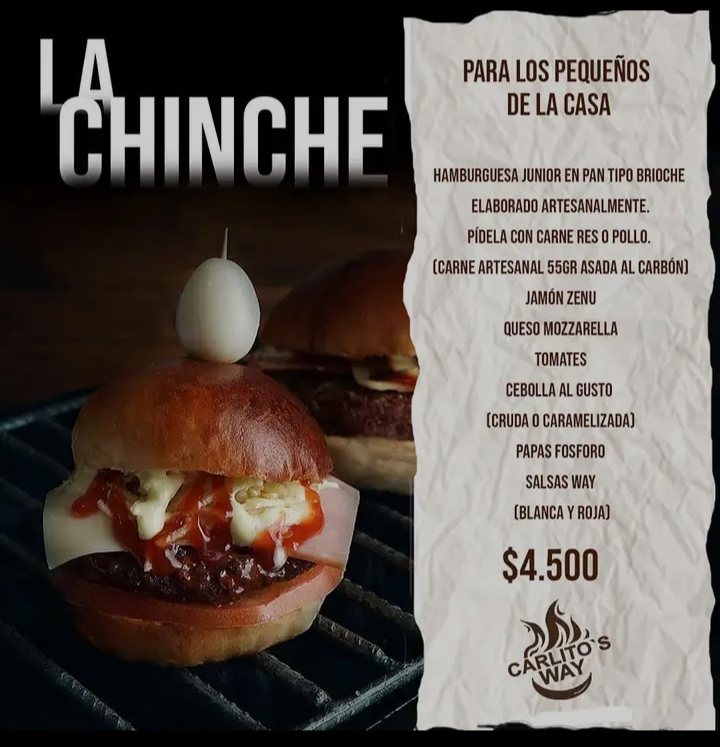 LA
CHINCHE
PARA LOS PEQUEÑOS
DE LA CASA
HAMBURGUESA JUNIOR EN PAN TIPO BRIOCHE
ELABORADO ARTESANALMENTE.
PÍDELA CON CARNE RES O POLLO.
(CARNE ARTESANAL 55GR ASADA AL CARBÓN)
JAMÓN ZENU
QUESO MOZZARELLA
TOMATES
CEBOLLA AL GUSTO
(CRUDA O CARAMELIZADA)
PAPAS FOSFORO
SALSAS WAY
(BLANCA Y ROJA)
$4.500
CARLITO`S
WAY